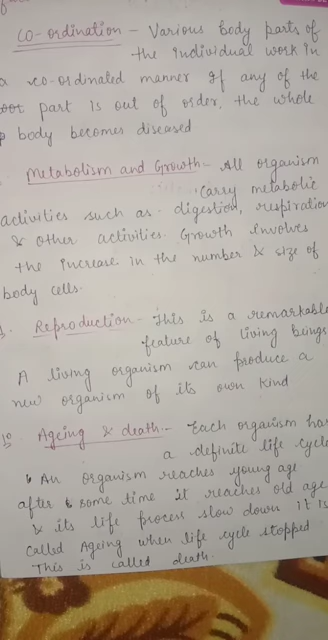 Co-ordination - Various body parts of
the individual work in
a co-ordinated manner If any of the
part is out of order, the whole
body becomes diseased
Metabolism and Growth - All organism
carry metabolic
activities such as digestion, respiration
& other activities. Growth involves
the increase in the number & size of
body cells.
Reproduction - This is a remarkable
feature of living beings
A living organism can produce a
new organism of its own kind
10 Ageing & death - Each organism has
a definite life cycle
An organism reaches young age
after some time it reaches old age
& its life process slow down it is
called Ageing when life cycle stopped
This is called death.